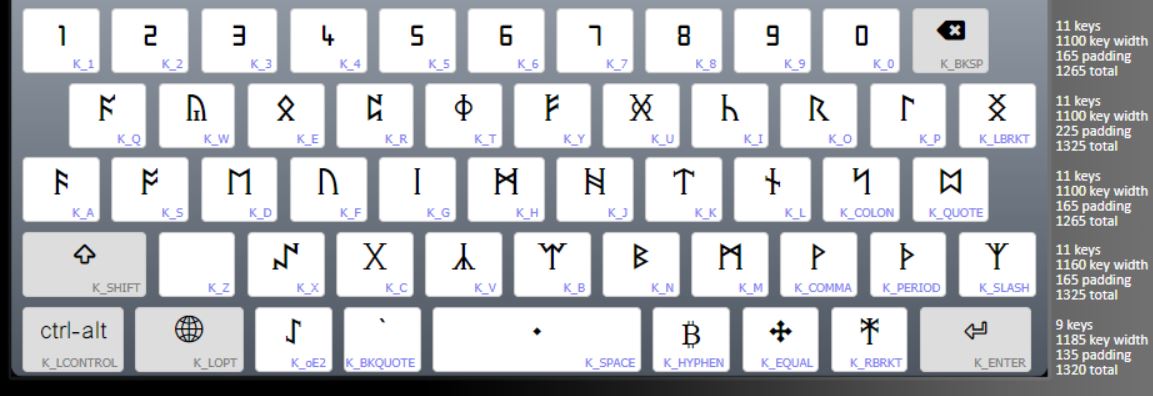 1 2 3 4 5 6 7 8 9 0
K_1 K_2 K_3 K_4 K_5 K_6 K_7 K_8 K_9 K_0 K_BKSP
11 keys
1100 key width
165 padding
1265 total
ᚪ ᚣ ᛟ ᛈ ᚠ ᚱ ᛚ ᛝ
K_Q K_W K_E K_R K_T K_Y K_U K_I K_O K_P K_LBRKT
11 keys
1100 key width
225 padding
1325 total
ᚫ ᚩ ᛖ ᚢ ᛁ ᚻ ᛏ ᚾ ᛋ ᛞ
K_A K_S K_D K_F K_G K_H K_J K_K K_L K_COLON K_QUOTE
11 keys
1100 key width
165 padding
1265 total
ᚷ ᛣ ᛠ ᛒ ᛗ ᚹ ᚦ ᛉ
K_SHIFT K_Z K_X K_C K_V K_B K_N K_M K_COMMA K_PERIOD K_SLASH
11 keys
1160 key width
165 padding
1325 total
ctrl-alt ` ᛫
K_LCONTROL K_LOPT K_oE2 K_BKQUOTE K_SPACE K_HYPHEN K_EQUAL K_RBRKT K_ENTER
9 keys
1185 key width
135 padding
1320 total